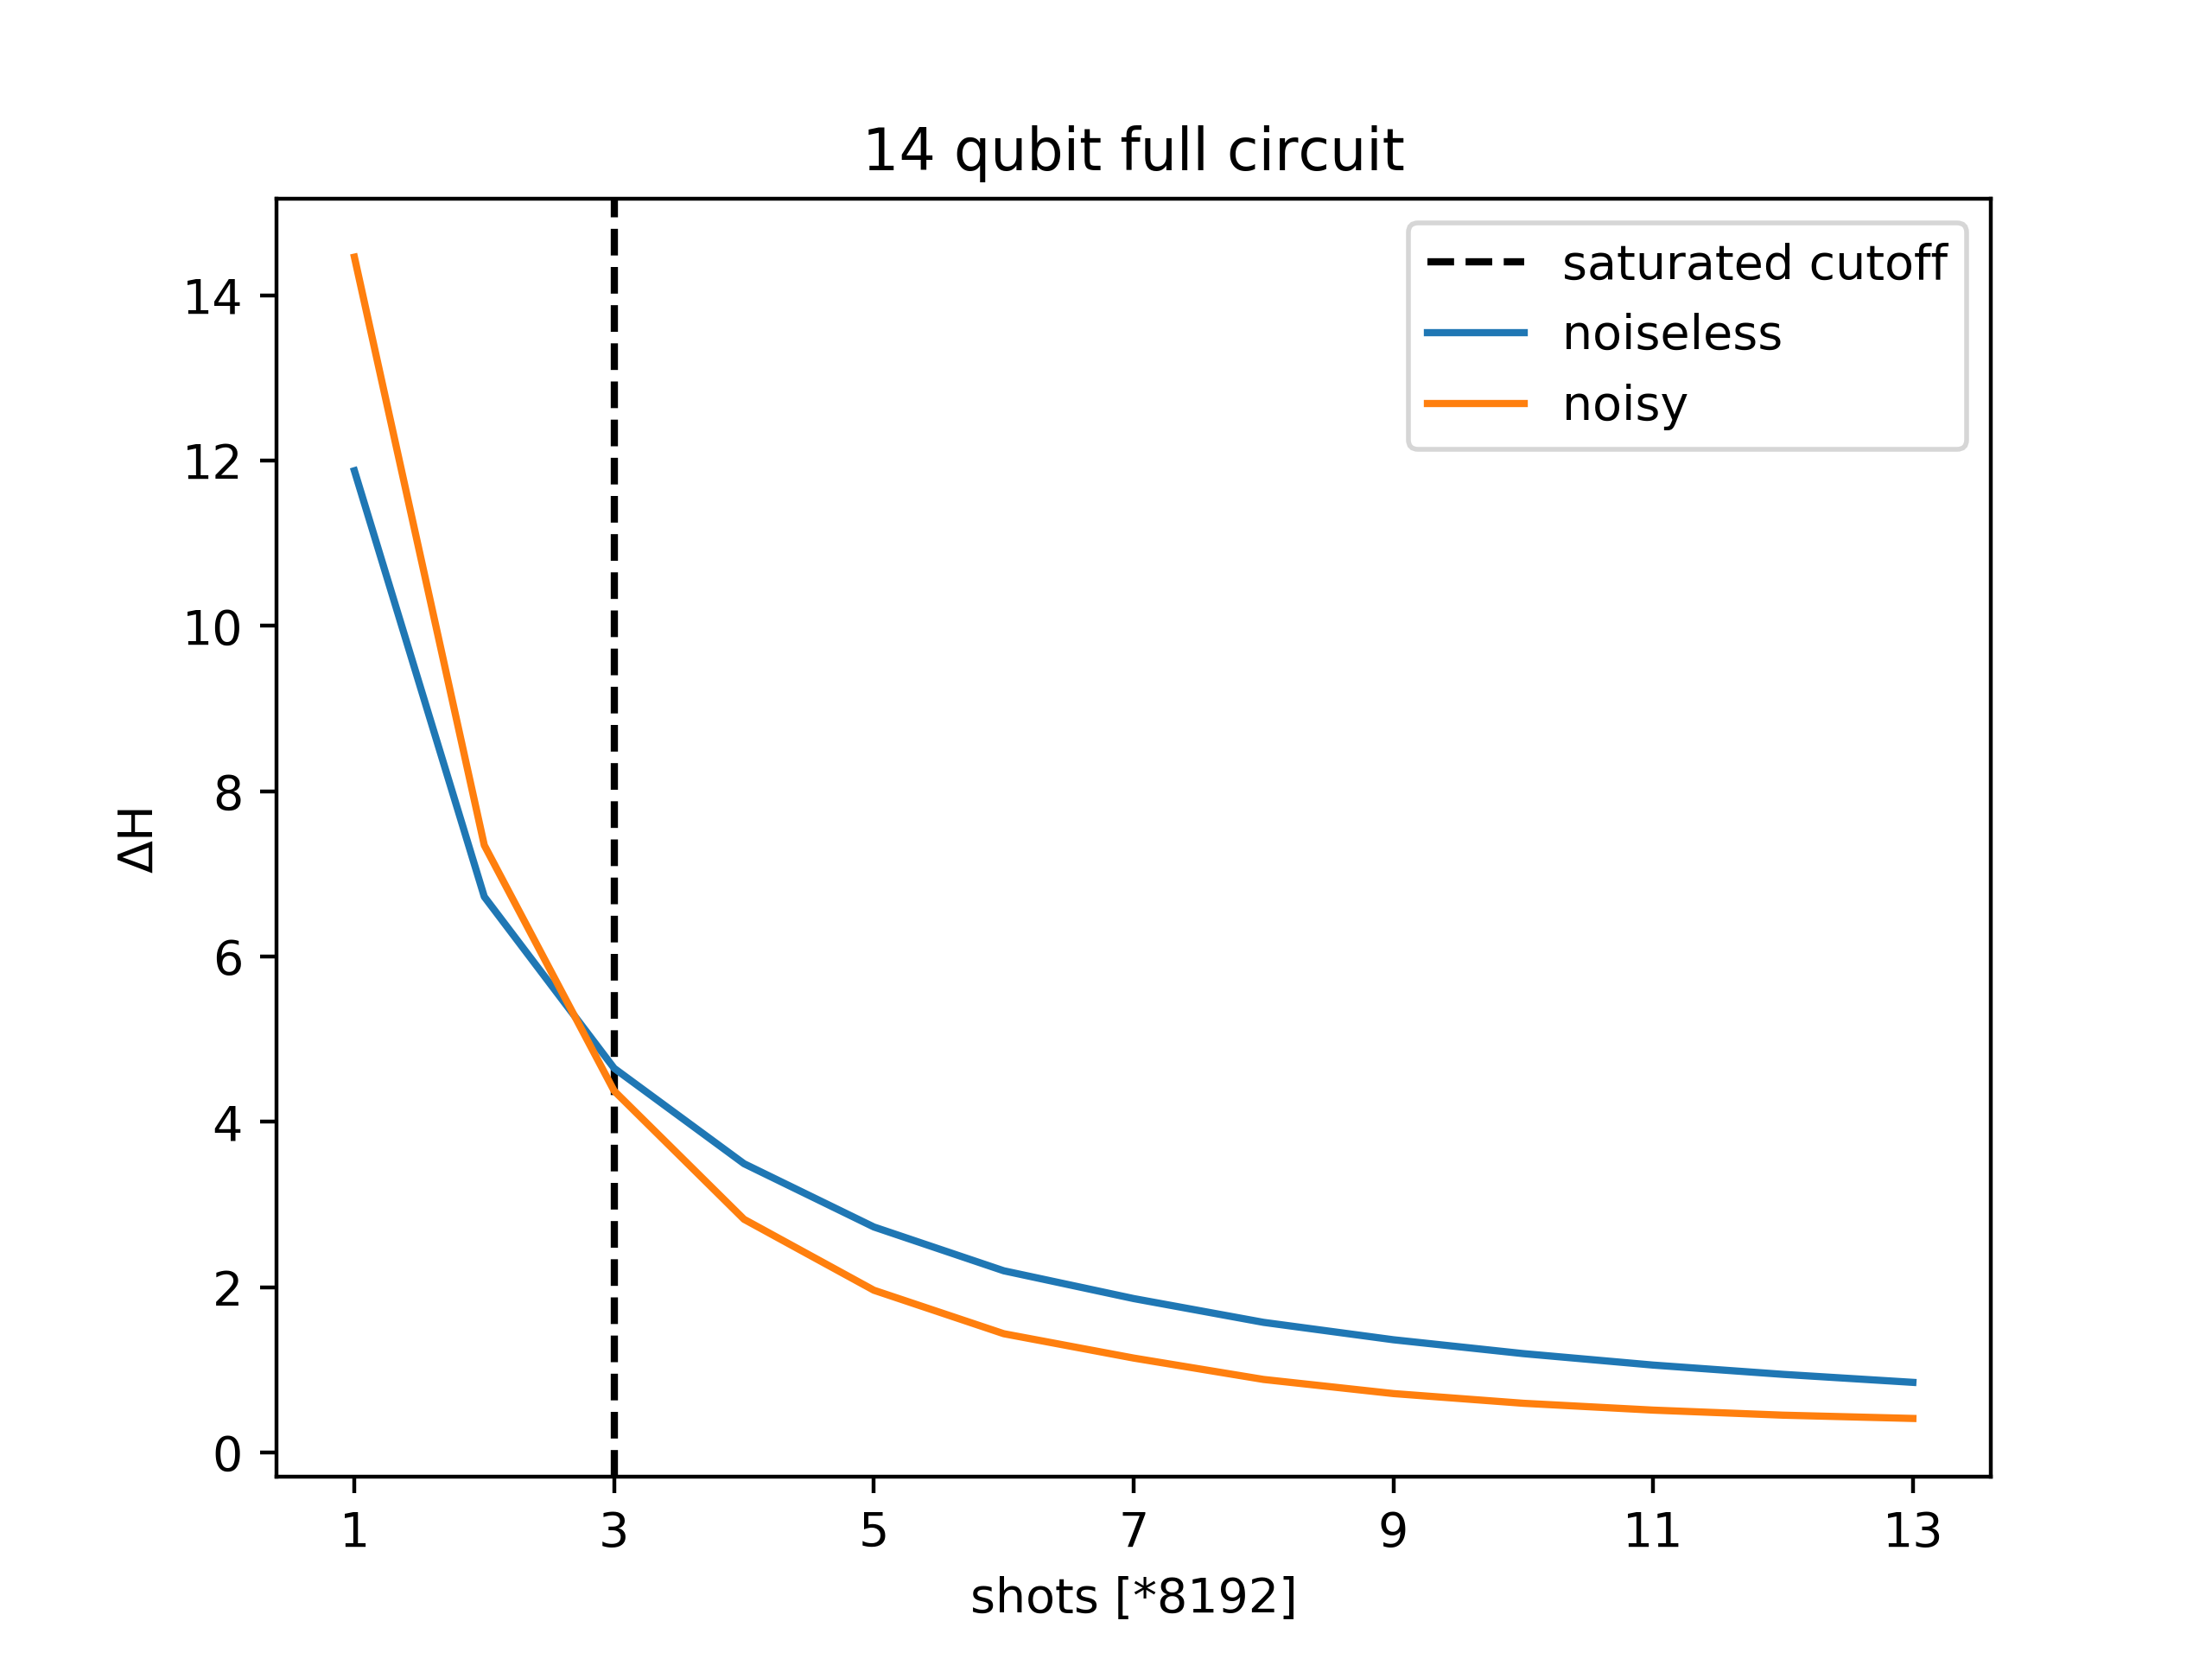 14 qubit full circuit
saturated cutoff
noiseless
noisy
14
12
10
8
6
4
2
0
ΔH
1 3 5 7 9 11 13
shots [*8192]